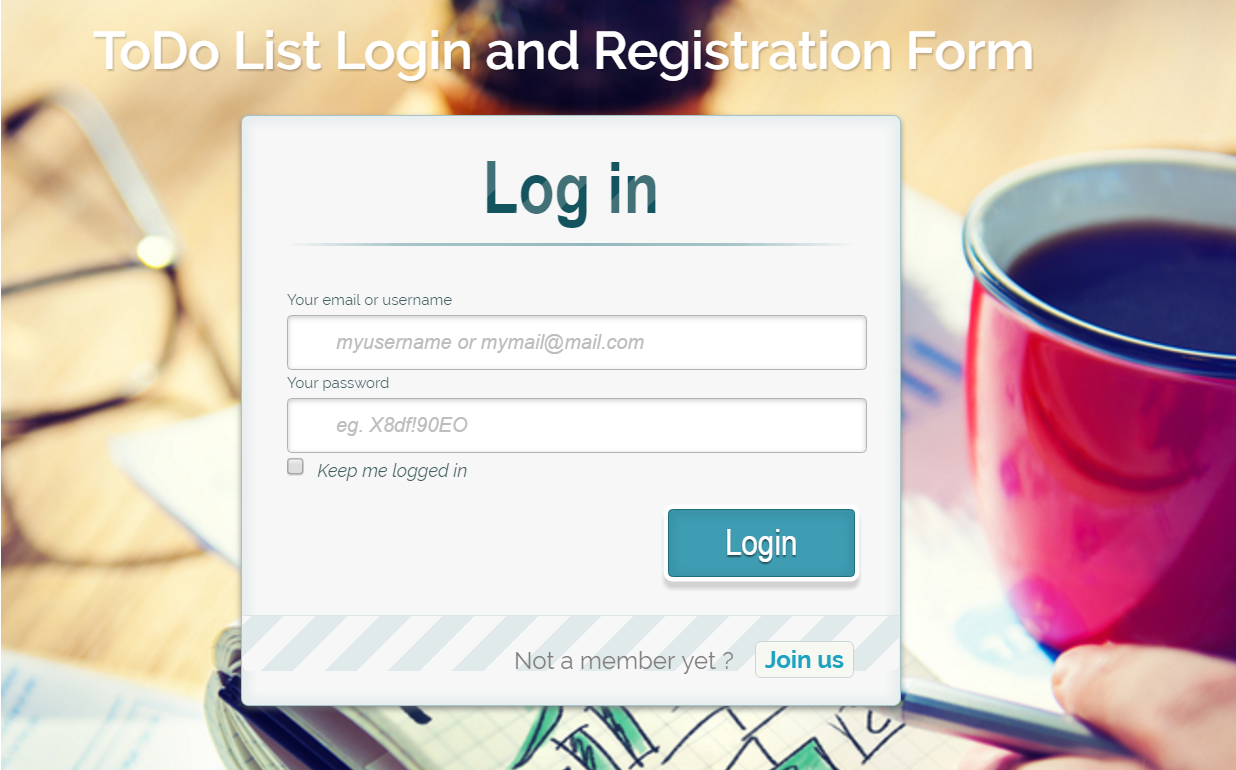 ToDo List Login and Registration Form
Log in
Your email or username
myusername or mymail@mail.com
Your password
eg. X8df!90EO
Keep me logged in
Login
Not a member yet ? Join us